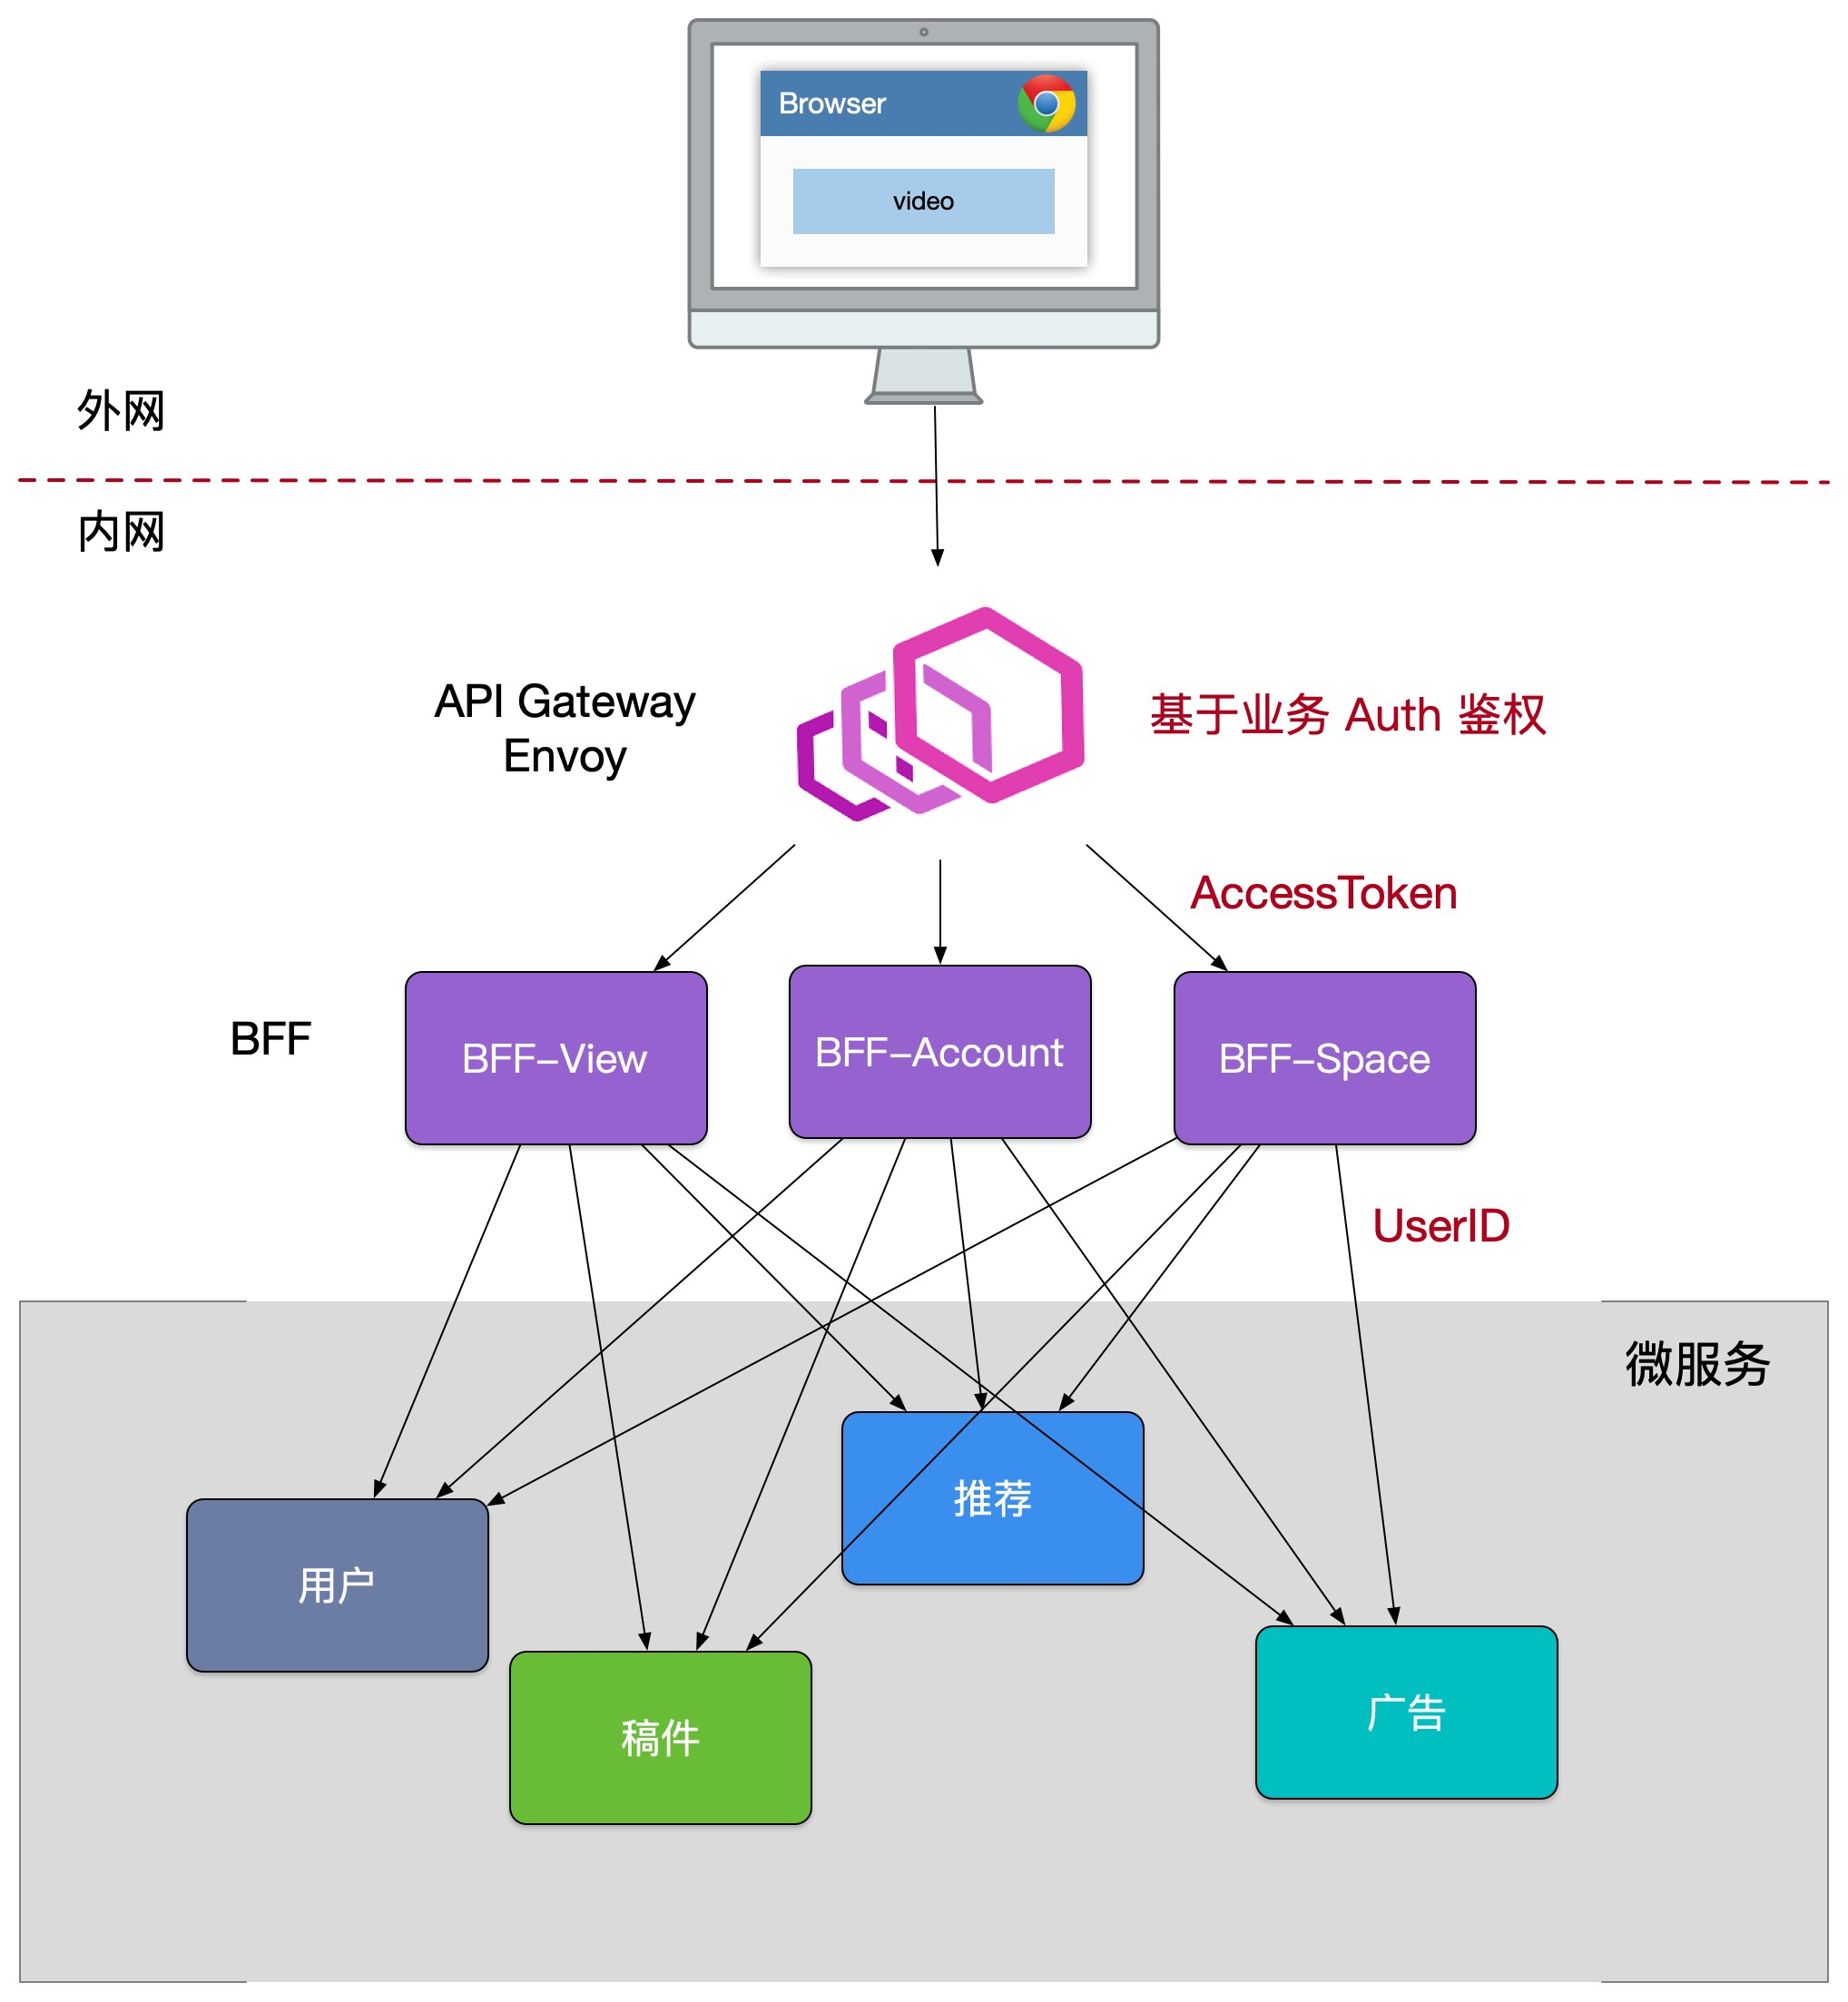 Browser
video
外网
内网
API Gateway
Envoy
基于业务 Auth 鉴权
AccessToken
BFF
BFF-View
BFF-Account
BFF-Space
UserID
微服务
推荐
用户
稿件
广告